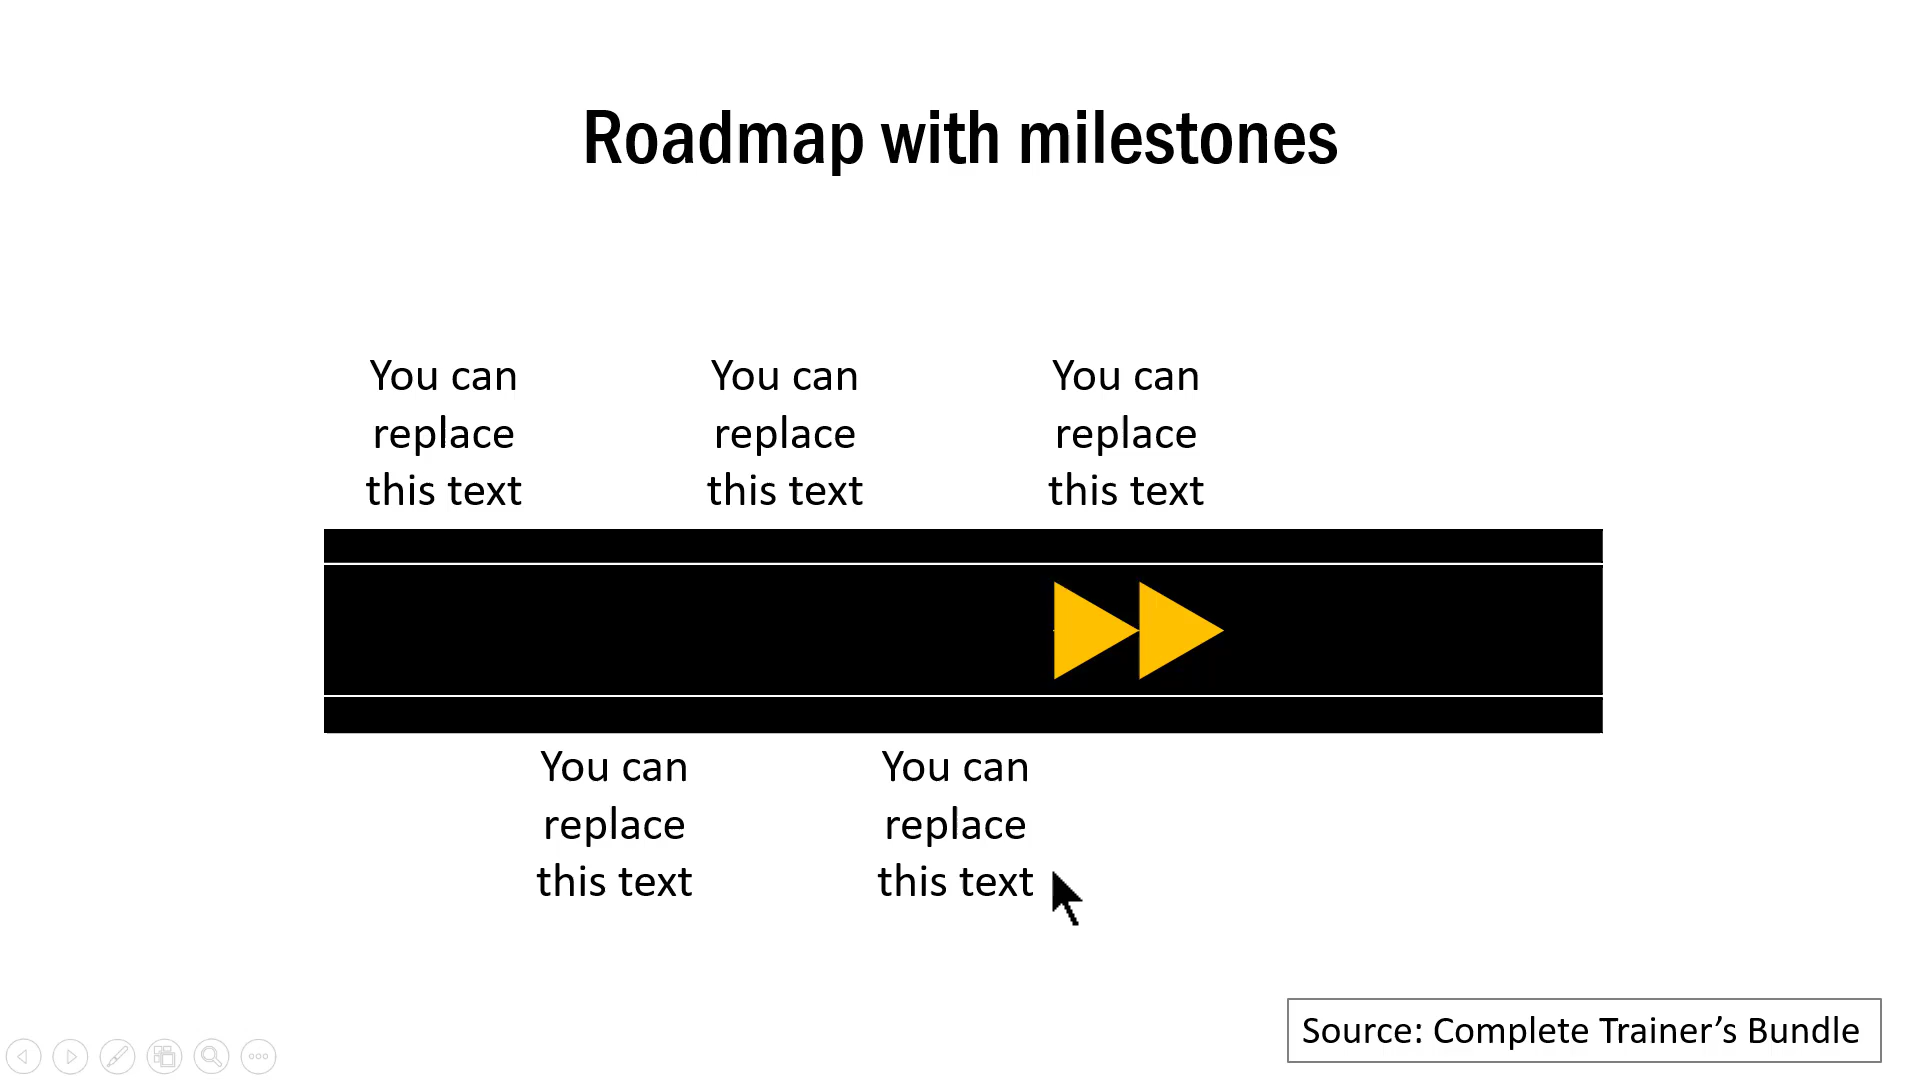 Roadmap with milestones
You can
replace
this text
You can
replace
this text
You can
replace
this text
You can
replace
this text
You can
replace
this text
Source: Complete Trainer’s Bundle